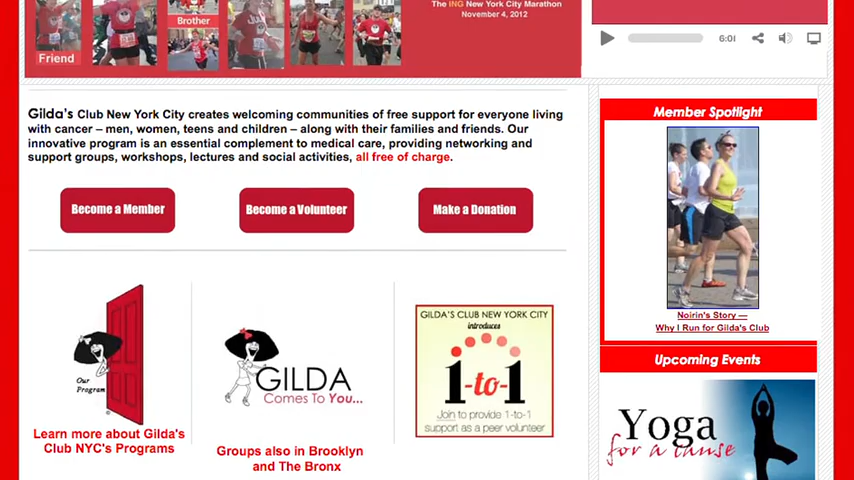 The ING New York City Marathon
November 4, 2012
Friend
Brother
6:01
Gilda's Club New York City creates welcoming communities of free support for everyone living
with cancer – men, women, teens and children – along with their families and friends. Our
innovative program is an essential complement to medical care, providing networking and
support groups, workshops, lectures and social activities, all free of charge.
Become a Member
Become a Volunteer
Make a Donation
Our
Program
Learn more about Gilda's
Club NYC's Programs
GILDA
Comes To You...
Groups also in Brooklyn
and The Bronx
GILDA'S CLUB NEW YORK CITY
introduces
1-to-1
Join to provide 1-to-1
support as a peer volunteer
Member Spotlight
Noirin's Story —
Why I Run for Gilda's Club
Upcoming Events
Yoga
for a cause